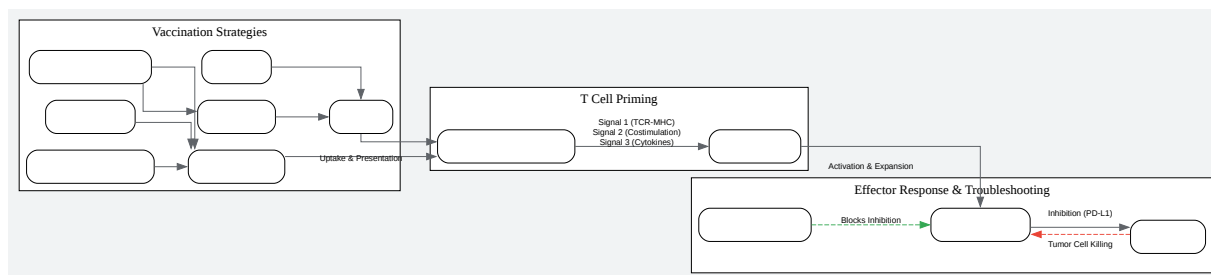 Vaccination Strategies
Uptake & Presentation
T Cell Priming
Signal 1 (TCR-MHC)
Signal 2 (Costimulation)
Signal 3 (Cytokines)
Activation & Expansion
Effector Response & Troubleshooting
Blocks Inhibition
Inhibition (PD-L1)
Tumor Cell Killing